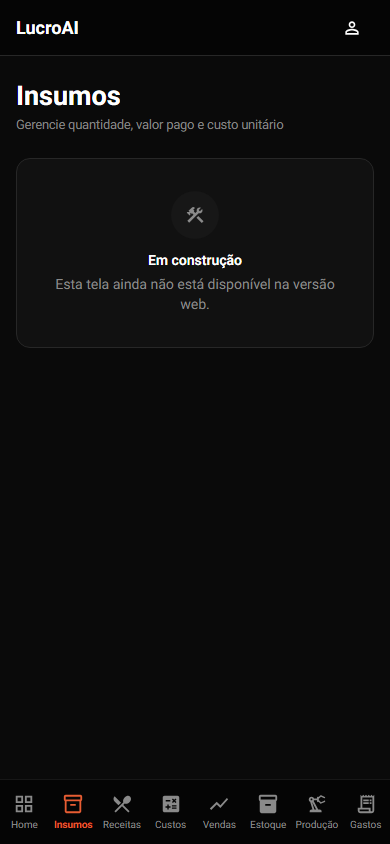 LucroAI
Insumos
Gerencie quantidade, valor pago e custo unitário
Em construção
Esta tela ainda não está disponível na versão
web.
Home
Insumos
Receitas
Custos
Vendas
Estoque
Produção
Gastos